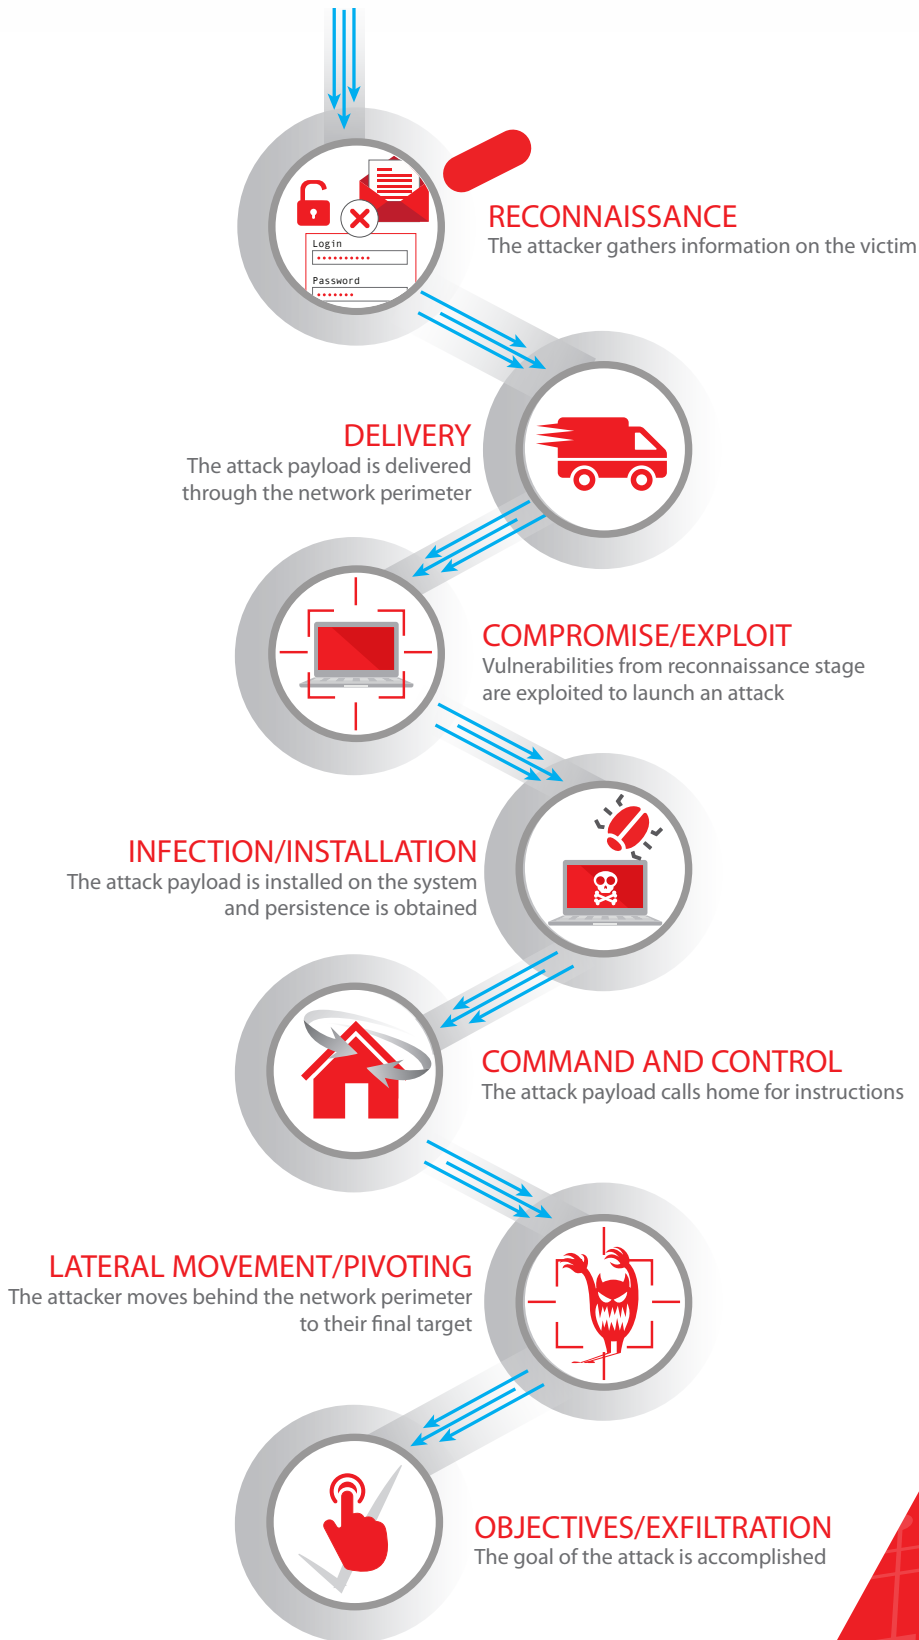 Login
Password
RECONNAISSANCE
The attacker gathers information on the victim
DELIVERY
The attack payload is delivered
through the network perimeter
COMPROMISE/EXPLOIT
Vulnerabilities from reconnaissance stage
are exploited to launch an attack
INFECTION/INSTALLATION
The attack payload is installed on the system
and persistence is obtained
COMMAND AND CONTROL
The attack payload calls home for instructions
LATERAL MOVEMENT/PIVOTING
The attacker moves behind the network perimeter
to their final target
OBJECTIVES/EXFILTRATION
The goal of the attack is accomplished